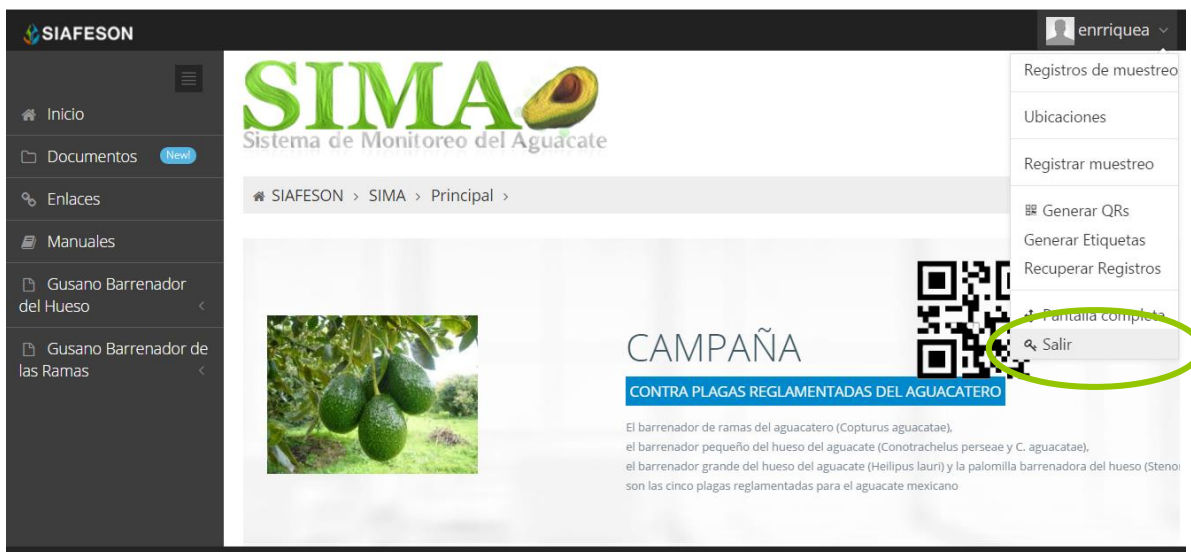 SIAFESON
enrriquea
Inicio
Documentos New!
Enlaces
Manuales
Gusano Barrenador
del Hueso
Gusano Barrenador de
las Ramas
SIMA
Sistema de Monitoreo del Aguacate
SIAFESON > SIMA > Principal >
CAMPAÑA
CONTRA PLAGAS REGLAMENTADAS DEL AGUACATERO
El barrenador de ramas del aguacatero (Copturus aguacatae),
el barrenador pequeño del hueso del aguacate (Conotrachelus perseae y C. aguacatae),
el barrenador grande del hueso del aguacate (Heilipus lauri) y la palomilla barrenadora del hueso (Steno
son las cinco plagas reglamentadas para el aguacate mexicano
Registros de muestreo
Ubicaciones
Registrar muestreo
Generar QRs
Generar Etiquetas
Recuperar Registros
Pantalla completa
Salir